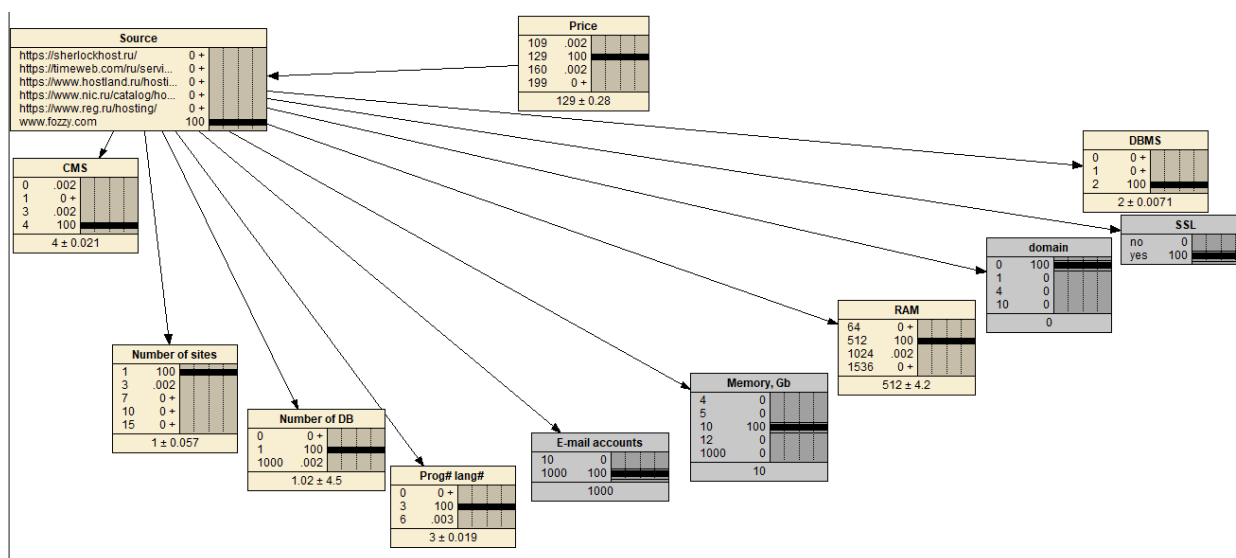 Source
https://sherlockhost.ru/ 0 +
https://timeweb.com/ru/servi... 0 +
https://www.hostland.ru/hosti... 0 +
https://www.nic.ru/catalog/ho... 0 +
https://www.reg.ru/hosting/ 0 +
www.fozzy.com 100
Price
109 .002
129 100
160 .002
199 0 +
129 ± 0.28
CMS
0 .002
1 0 +
3 .002
4 100
4 ± 0.021
DBMS
0 0 +
1 0 +
2 100
2 ± 0.0071
SSL
no 0
yes 100
domain
0 100
1 0
4 0
10 0
0
RAM
64 0 +
512 100
1024 .002
1536 0 +
512 ± 4.2
Number of sites
1 100
3 .002
7 0 +
10 0 +
15 0 +
1 ± 0.057
Memory, Gb
4 0
5 0
10 100
12 0
1000 0
10
Number of DB
0 0 +
1 100
1000 .002
1.02 ± 4.5
E-mail accounts
10 0
1000 100
1000
Prog# lang#
0 0 +
3 100
6 .003
3 ± 0.019